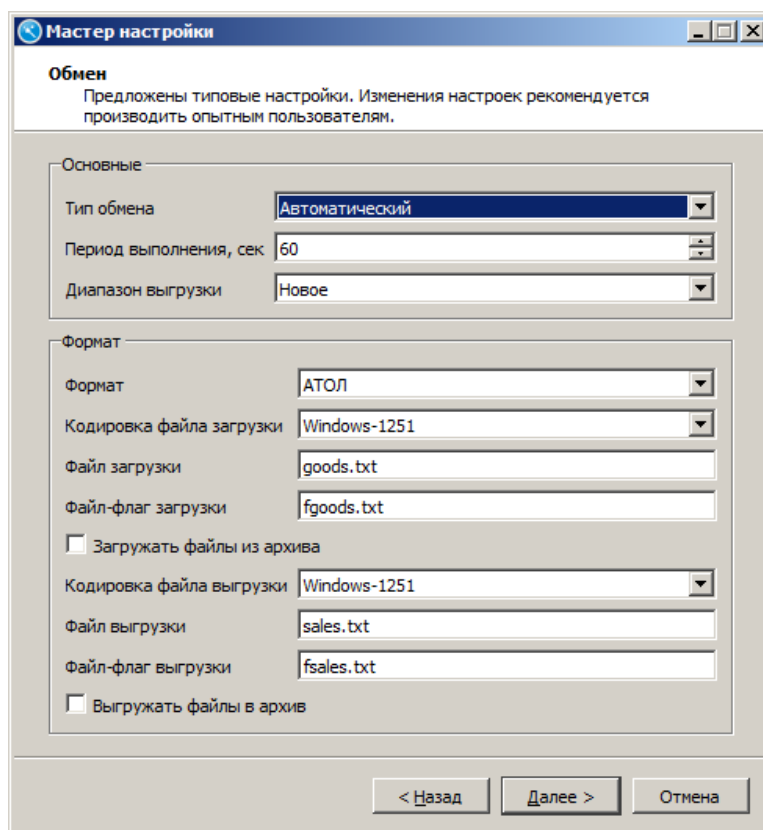 Мастер настройки
Обмен
Предложены типовые настройки. Изменения настроек рекомендуется
производить опытным пользователям.
Основные
Тип обмена Автоматический
Период выполнения, сек 60
Диапазон выгрузки Новое
Формат
Формат АТОЛ
Кодировка файла загрузки Windows-1251
Файл загрузки goods.txt
Файл-флаг загрузки fgoods.txt
Загружать файлы из архива
Кодировка файла выгрузки Windows-1251
Файл выгрузки sales.txt
Файл-флаг выгрузки fsales.txt
Выгружать файлы в архив
< Назад Далее > Отмена